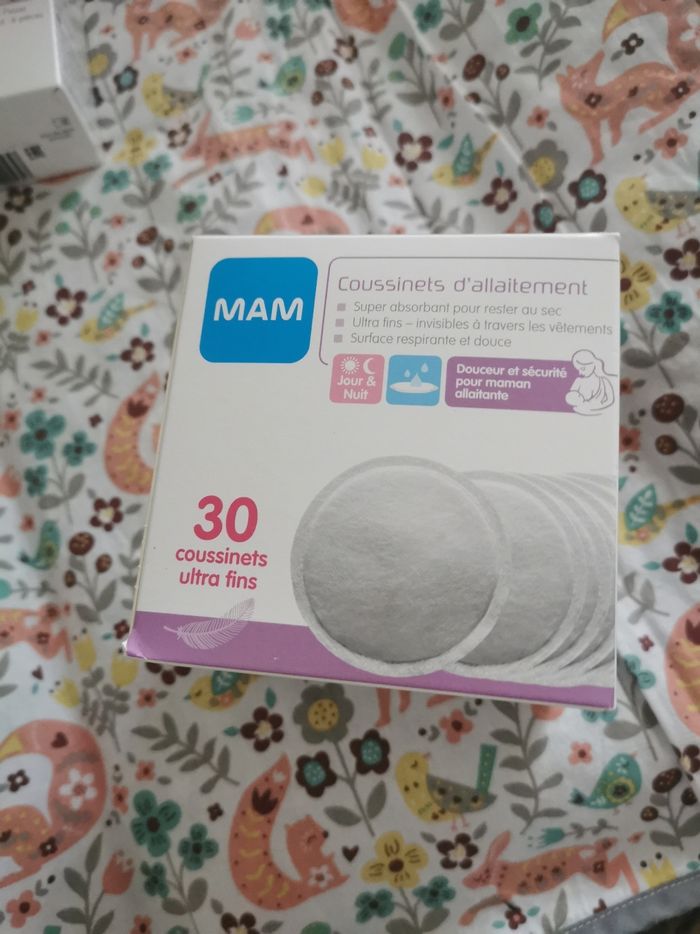 MAM
Coussinets d'allaitement
Super absorbant pour rester au sec
Ultra fins – invisibles à travers les vêtements
Surface respirante et douce
Jour &
Nuit
Douceur et sécurité
pour maman
allaitante
30
coussinets
ultra fins